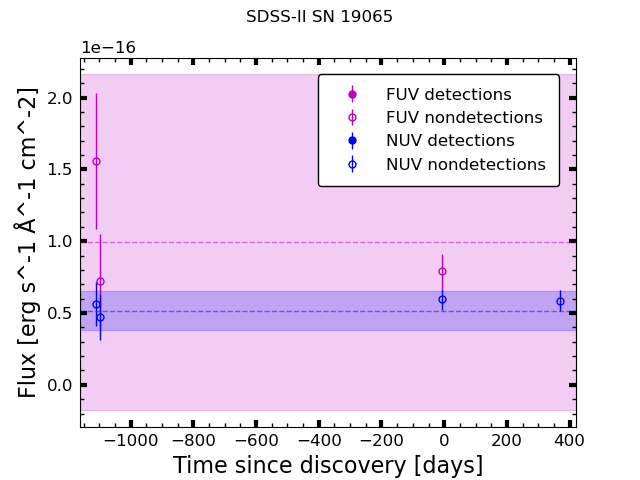 SDSS-II SN 19065
1e−16
FUV detections
FUV nondetections
NUV detections
NUV nondetections
2.0
1.5
1.0
0.5
0.0
Flux [erg s^-1 Å^-1 cm^-2]
−1000 −800 −600 −400 −200 0 200 400
Time since discovery [days]